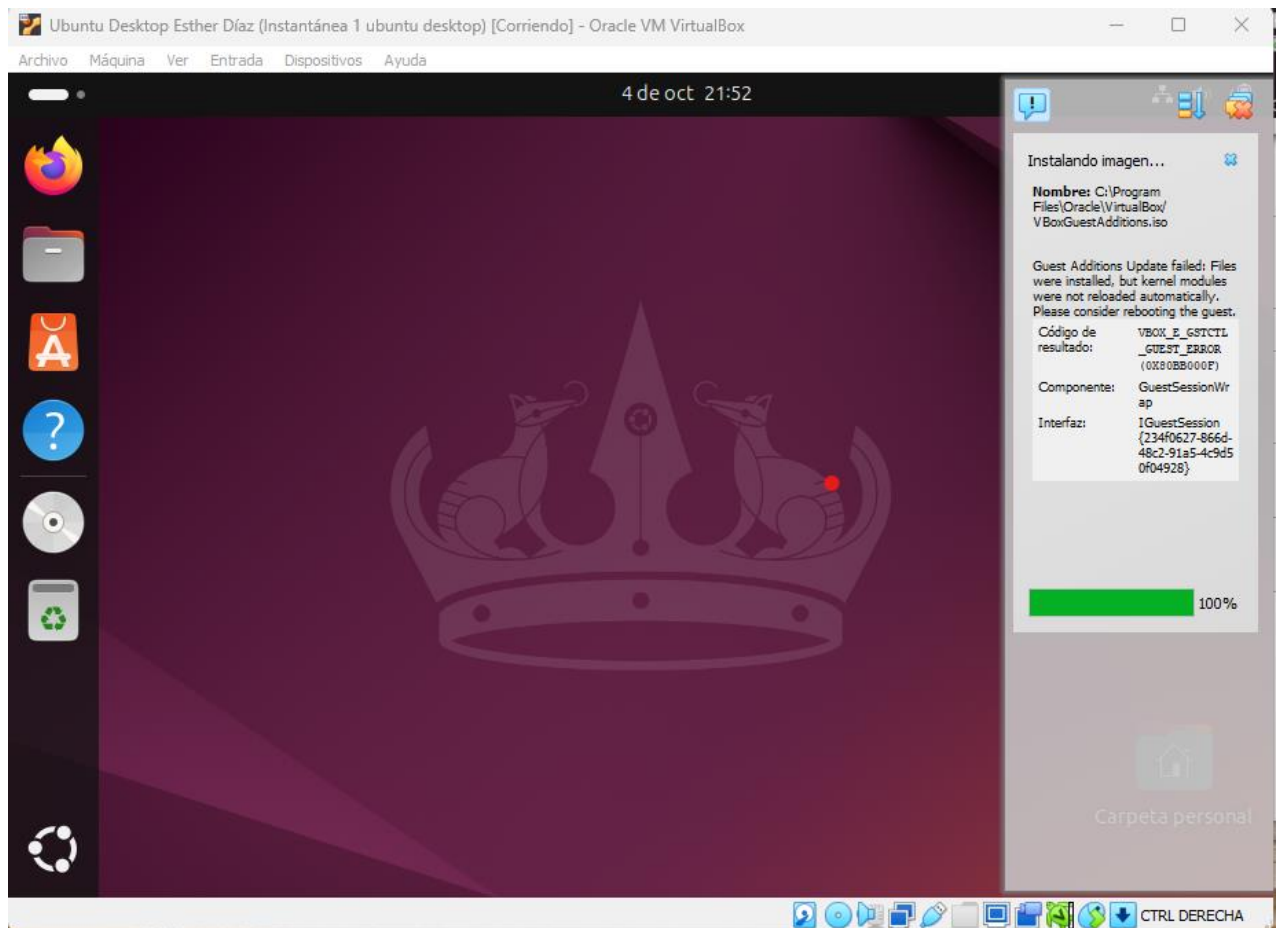 Ubuntu Desktop Esther Díaz (Instantánea 1 ubuntu desktop) [Corriendo] - Oracle VM VirtualBox
Archivo Máquina Ver Entrada Dispositivos Ayuda
4 de oct 21:52
Instalando imagen...
Nombre: C:\Program
Files\Oracle\VirtualBox/
VBoxGuestAdditions.iso
Guest Additions Update failed: Files
were installed, but kernel modules
were not reloaded automatically.
Please consider rebooting the guest.
Código de resultado:
VBOX_E_GSTCTL
_GUEST_ERROR
(0X80BB000F)
Componente:
GuestSessionWr
ap
Interfaz:
IGuestSession
{234f0627-866d-
48c2-91a5-4c9d5
0f04928}
100%
Carpeta personal
CTRL DERECHA